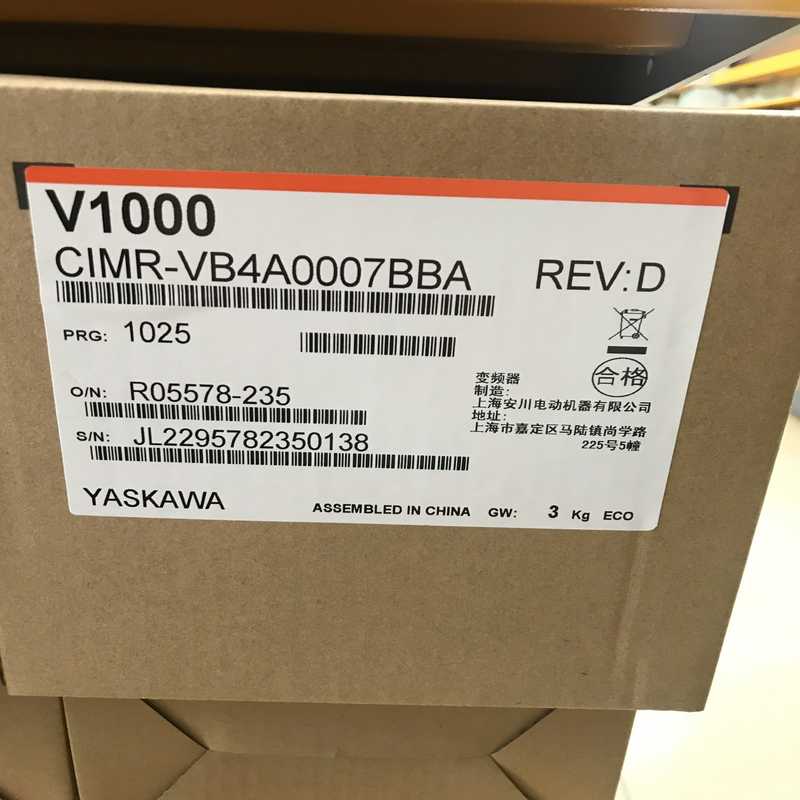 V1000
CIMR-VB4A0007BBA REV:D
PRG: 1025
O/N: R05578-235
S/N: JL2295782350138
合格
变频器
制造:
上海安川电动机器有限公司
地址:
上海市嘉定区马陆镇尚学路
225号5幢
YASKAWA ASSEMBLED IN CHINA GW: 3 Kg ECO